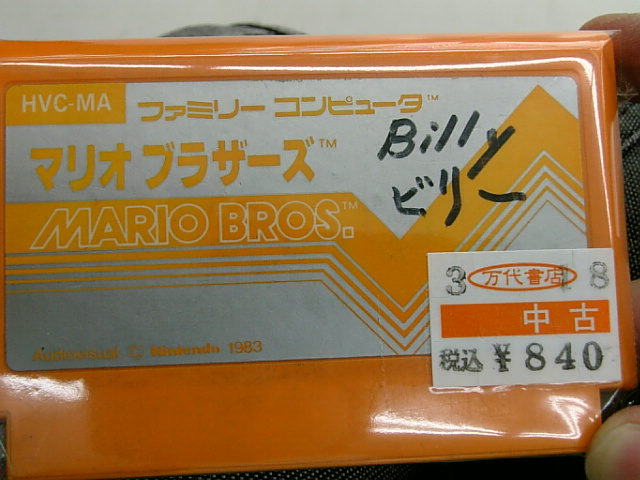 HVC-MA
ファミリー コンピュータ™
マリオブラザーズ™
MARIO BROS.™
Audiovisual © Nintendo 1983
Billy
ビリー
3 万代書店 8
中古
税込 ¥840